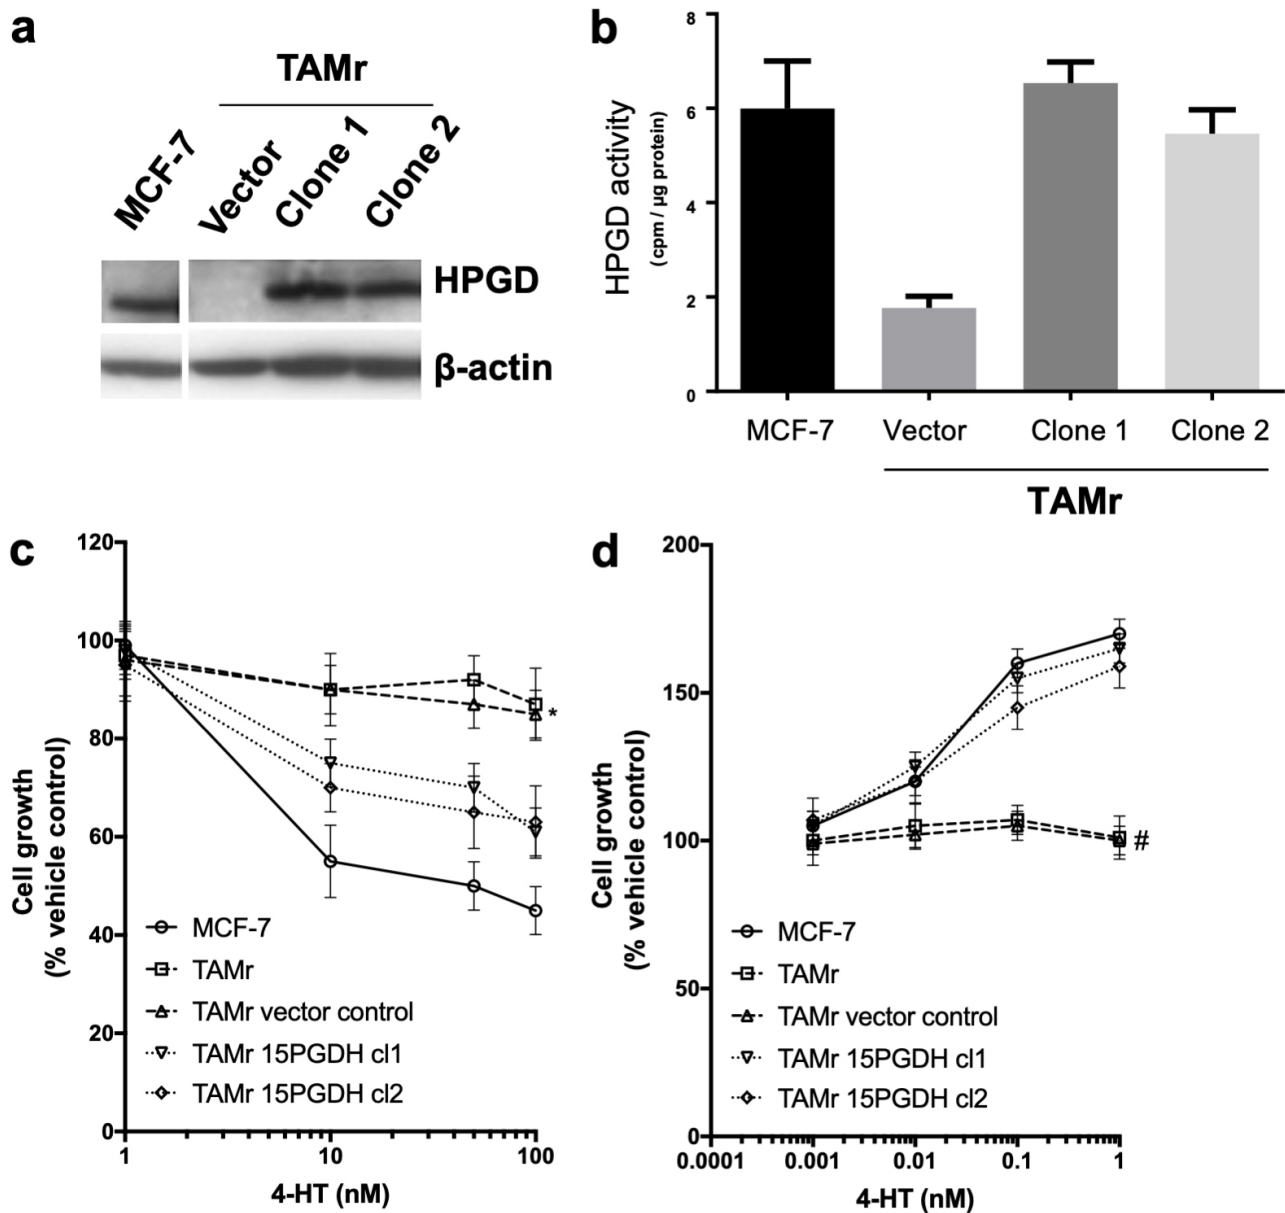 a
TAMr
MCF-7
Vector
Clone 1
Clone 2
HPGD
β-actin
b
HPGD activity
(cpm / µg protein)
8
6
4
2
0
MCF-7
Vector
Clone 1
Clone 2
TAMr
c
Cell growth
(% vehicle control)
120
100
80
60
40
20
0
*
MCF-7
TAMr
TAMr vector control
TAMr 15PGDH cl1
TAMr 15PGDH cl2
1
10
100
4-HT (nM)
d
Cell growth
(% vehicle control)
200
150
100
50
0
#
MCF-7
TAMr
TAMr vector control
TAMr 15PGDH cl1
TAMr 15PGDH cl2
0.0001
0.001
0.01
0.1
1
4-HT (nM)